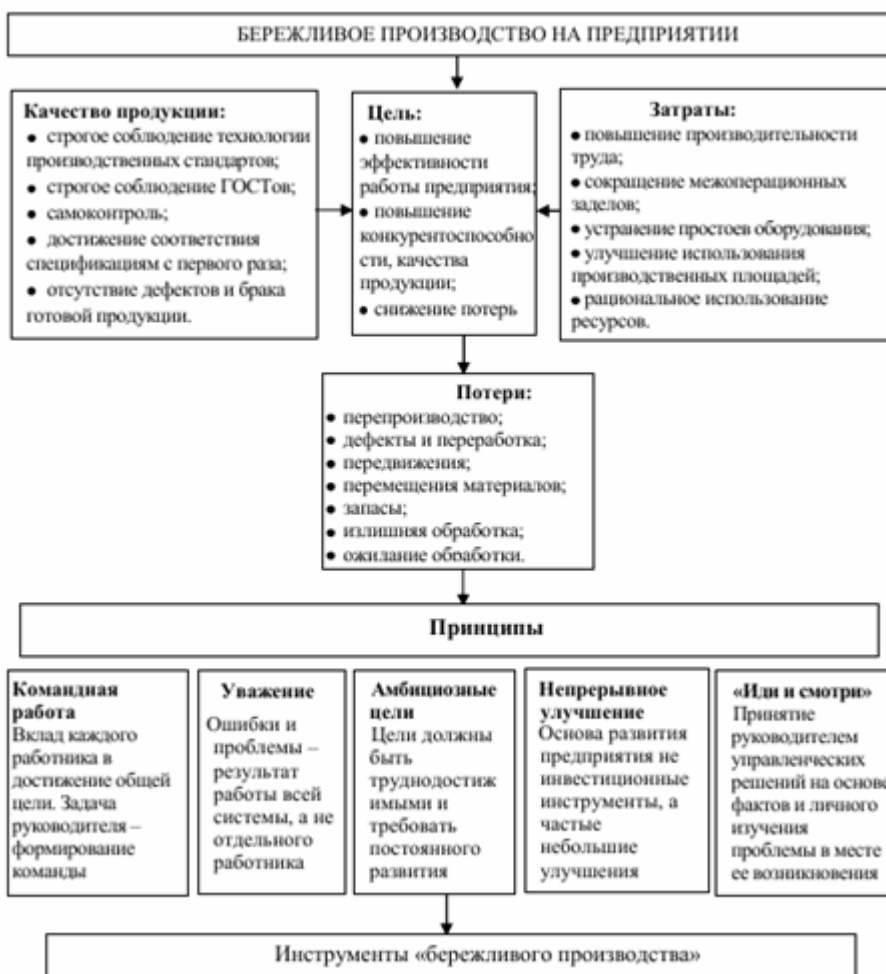 БЕРЕЖЛИВОЕ ПРОИЗВОДСТВО НА ПРЕДПРИЯТИИ
Качество продукции:
● строгое соблюдение технологии
производственных стандартов;
● строгое соблюдение ГОСТов;
● самоконтроль;
● достижение соответствия
спецификациям с первого раза;
● отсутствие дефектов и брака
готовой продукции.
Цель:
● повышение
эффективности
работы предприятия;
● повышение
конкурентоспособно
сти, качества
продукции;
● снижение потерь
Затраты:
● повышение производительности
труда;
● сокращение межоперационных
заделов;
● устранение простоев оборудования;
● улучшение использования
производственных площадей;
● рациональное использование
ресурсов.
Потери:
● перепроизводство;
● дефекты и переработка;
● передвижения;
● перемещения материалов;
● запасы;
● излишняя обработка;
● ожилание обработки.
Принципы
Командная
работа
Вклад каждого
работника в
достижение общей
цели. Задача
руководителя –
формирование
команды
Уважение
Ошибки и
проблемы –
результат
работы всей
системы, а не
отдельного
работника
Амбициозные
цели
Цели должны
быть
труднодостиж
имыми и
требовать
постоянного
развития
Непрерывное
улучшение
Основа развития
предприятия не
инвестиционные
инструменты, а
частые
небольшие
улучшения
«Иди и смотри»
Принятие
руководителем
управленческих
решений на основе
фактов и личного
изучения
проблемы в месте
ее возникновения
Инструменты «бережливого производства»